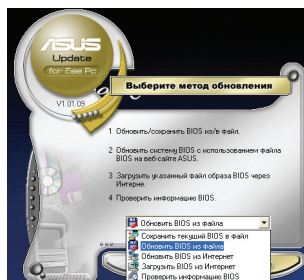 ASUS
Update
for Eee Pc
V1.01.09
Выберите метод обновления
1 Обновить/сохранить BIOS из/в файл.
2 Обновить систему BIOS с использованием файла
BIOS на веб-сайте ASUS.
3 Загрузить указанный файл образа BIOS через
Интерне.
4 Проверить информацию BIOS.
Обновить BIOS из файла
Сохранить текущий BIOS в файл
Обновить BIOS из файла
Обновить BIOS из Интернет
Загрузить BIOS из Интернет
Проверить информацию BIOS